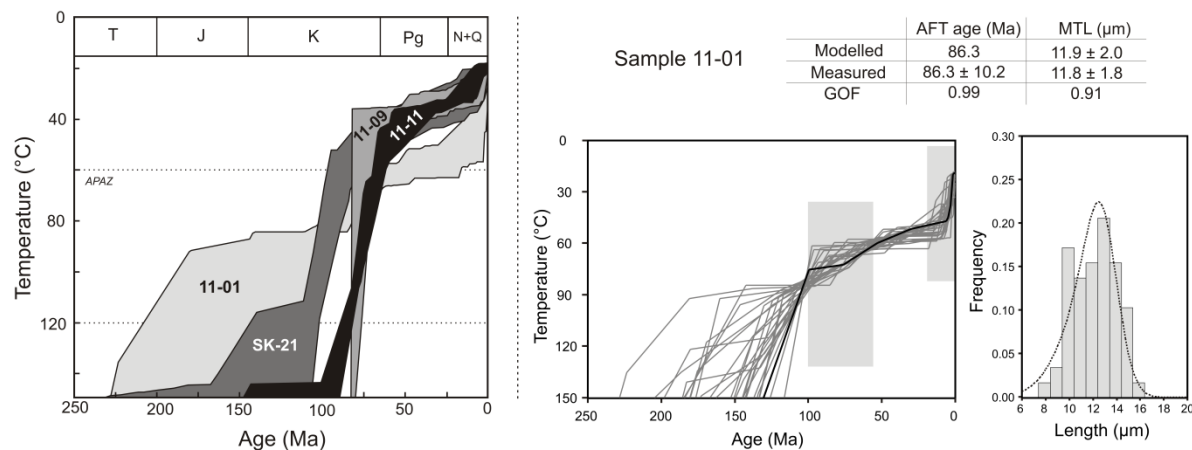 0
40
80
120
Temperature (°C)
T J K Pg N+Q
APAZ
11-01
SK-21
11-09
11-11
250 200 150 100 50 0
Age (Ma)
Sample 11-01
AFT age (Ma) MTL (µm)
Modelled 86.3 11.9 ± 2.0
Measured 86.3 ± 10.2 11.8 ± 1.8
GOF 0.99 0.91
0
30
60
90
120
150
Temperature (°C)
250 200 150 100 50 0
Age (Ma)
0.30
0.25
0.20
0.15
0.10
0.05
0.00
Frequency
6 8 10 12 14 16 18 20
Length (µm)